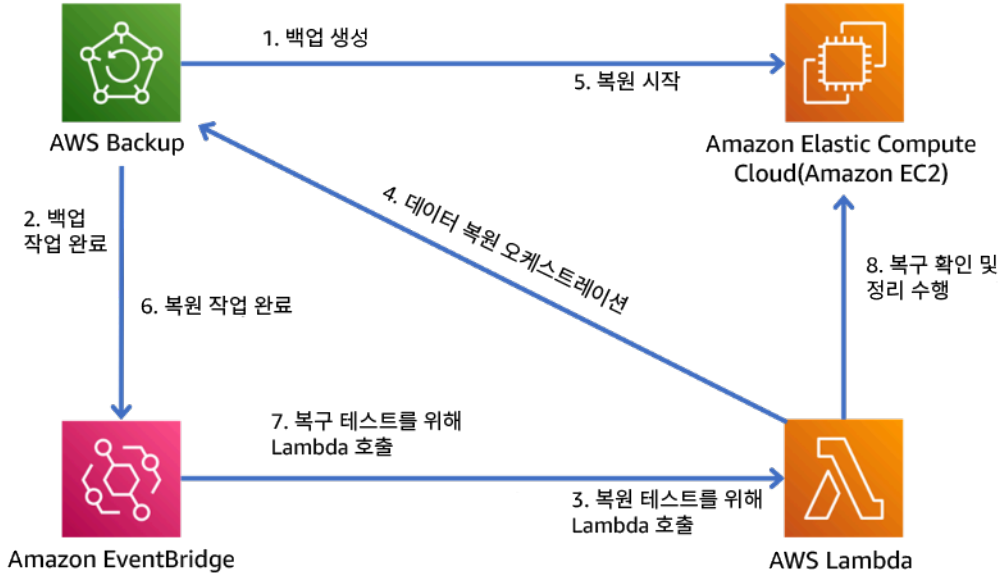 1. 백업 생성
5. 복원 시작
AWS Backup
Amazon Elastic Compute
Cloud(Amazon EC2)
2. 백업
작업 완료
4. 데이터 복원 오케스트레이션
8. 복구 확인 및
정리 수행
6. 복원 작업 완료
7. 복구 테스트를 위해
Lambda 호출
3. 복원 테스트를 위해
Lambda 호출
Amazon EventBridge
AWS Lambda